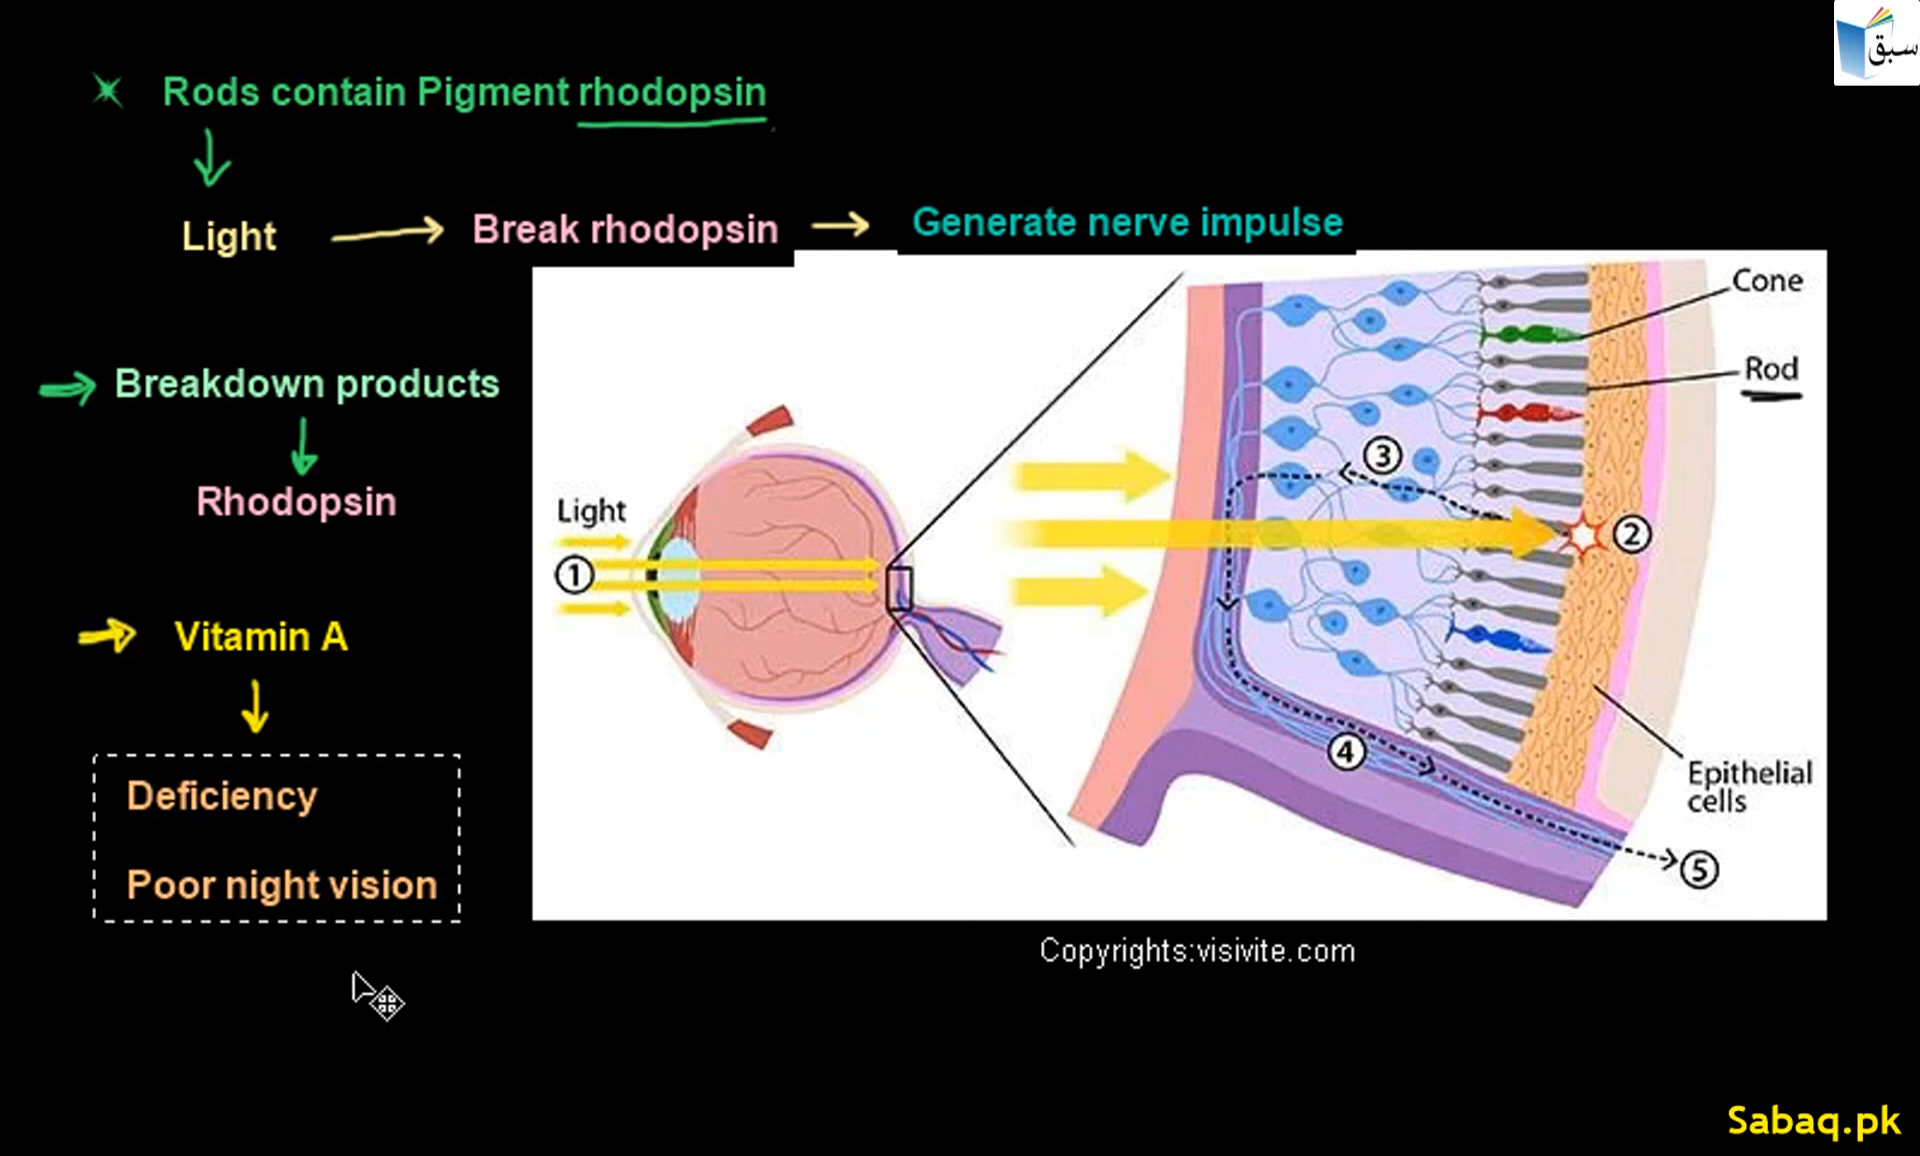 سبق
Rods contain Pigment rhodopsin
Light
Break rhodopsin
Generate nerve impulse
Breakdown products
Rhodopsin
Vitamin A
Deficiency
Poor night vision
Light
1
Cone
Rod
3
2
4
Epithelial
cells
5
Copyrights:visivite.com
Sabaq.pk